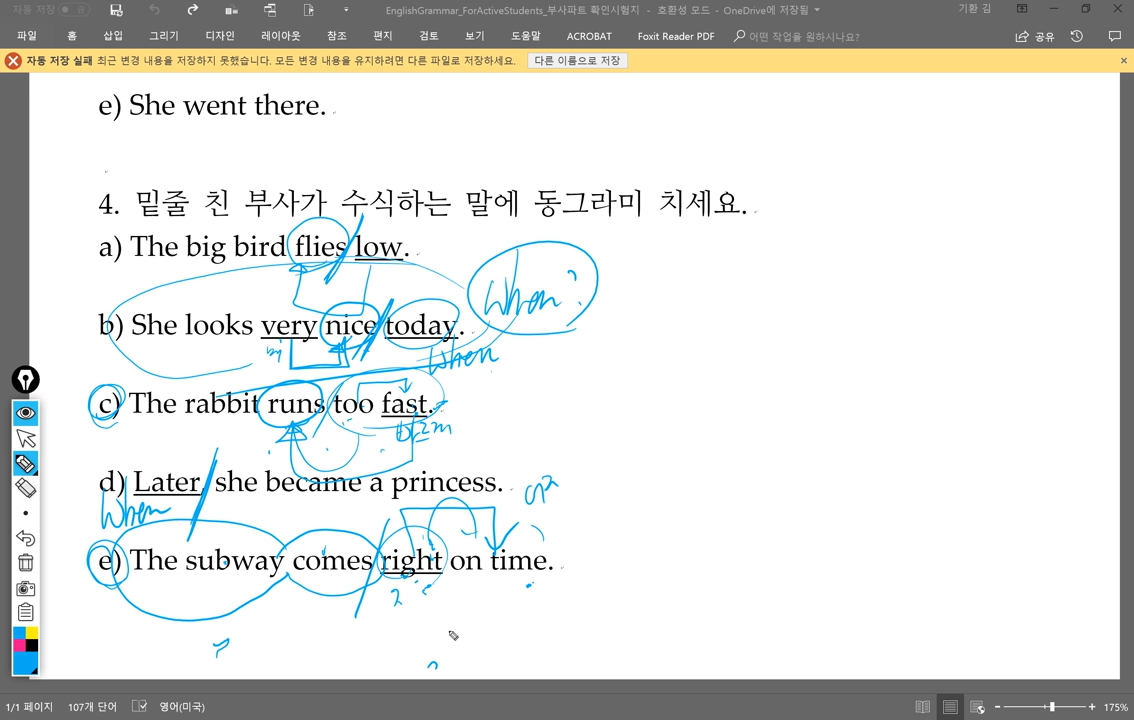 자동 저장
EnglishGrammar_ForActiveStudents_부사파트 확인시험지 - 호환성 모드 - OneDrive에 저장됨
기환 김
파일 홈 삽입 그리기 디자인 레이아웃 참조 편지 검토 보기 도움말 ACROBAT Foxit Reader PDF 어떤 작업을 원하시나요? 공유
자동 저장 실패 최근 변경 내용을 저장하지 못했습니다. 모든 변경 내용을 유지하려면 다른 파일로 저장하세요. 다른 이름으로 저장
e) She went there.
4. 밑줄 친 부사가 수식하는 말에 동그라미 치세요.
a) The big bird flies low.
When?
b) She looks very nice today.
When
c) The rabbit runs too fast.
d) Later, she became a princess.
When
e) The subway comes right on time.
1/1 페이지 107개 단어 영어(미국) 175%